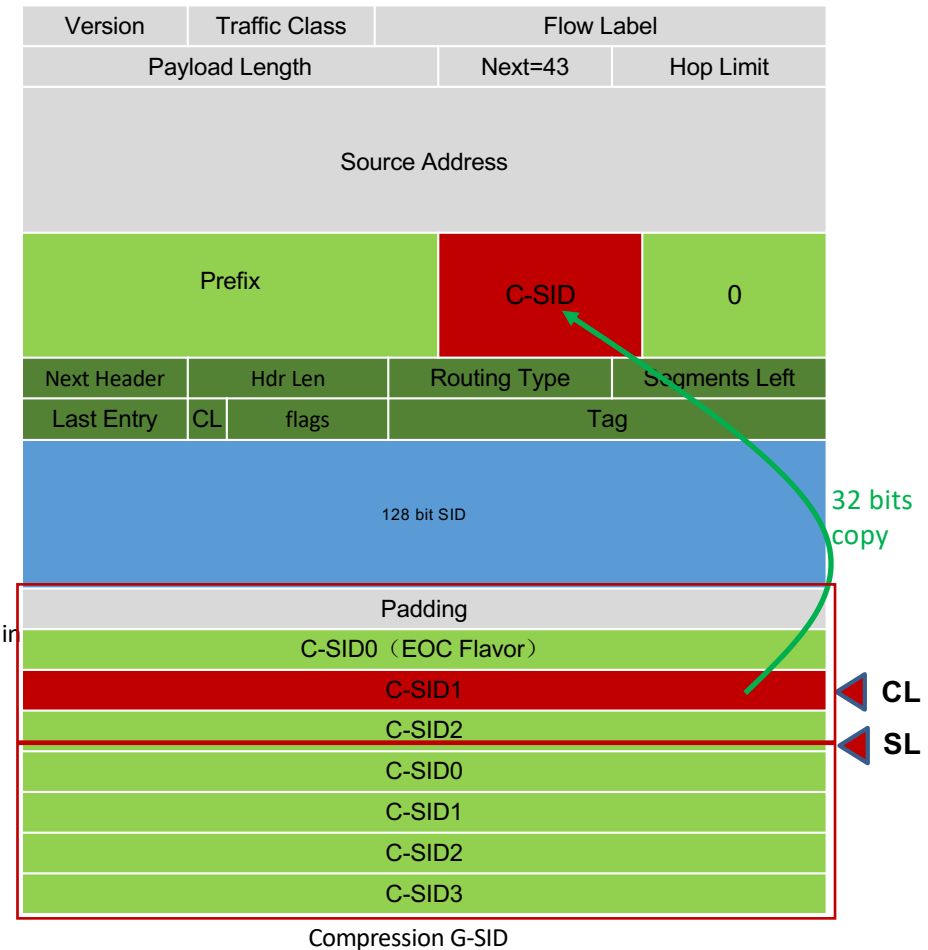 Version Traffic Class Flow Label
Payload Length Next=43 Hop Limit
Source Address
Prefix C-SID 0
Next Header Hdr Len Routing Type Segments Left
Last Entry CL flags Tag
128 bit SID
32 bits
copy
Padding
in
C-SID0（EOC Flavor）
C-SID1
CL
C-SID2
SL
C-SID0
C-SID1
C-SID2
C-SID3
Compression G-SID